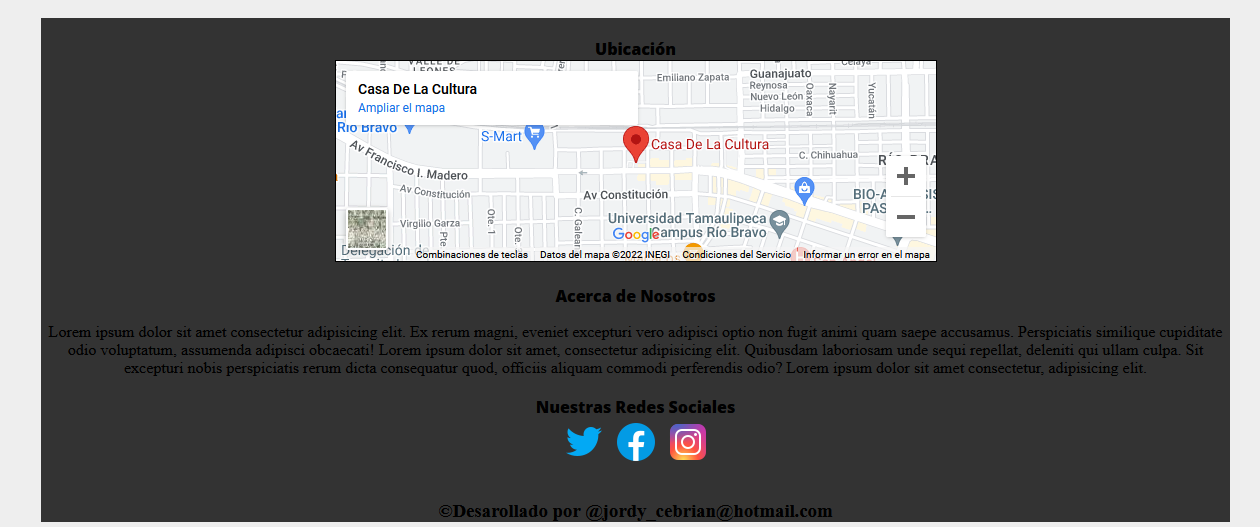 Ubicación
VALLE DE
LEONES
Celaya
Emiliano Zapata
Guanajuato
Casa De La Cultura
Ampliar el mapa
Reynosa
Nuevo León
Hidalgo
Oaxaca
Nayarit
Yucatán
Río Bravo
S-Mart
Casa De La Cultura
Av Francisco I. Madero
C. Chihuahua
Av Constitución
Av Constitución
Virgilio Garza
Pte.
Ote. 1
Ote.
C. Galeana
Universidad Tamaulipeca
Campus Río Bravo
Google
Delegación de
Combinaciones de teclas
Datos del mapa ©2022 INEGI
Condiciones del Servicio
Informar un error en el mapa
Acerca de Nosotros
Lorem ipsum dolor sit amet consectetur adipisicing elit. Ex rerum magni, eveniet excepturi vero adipisci optio non fugit animi quam saepe accusamus. Perspiciatis similique cupiditate
odio voluptatum, assumenda adipisci obcaecati! Lorem ipsum dolor sit amet, consectetur adipisicing elit. Quibusdam laboriosam unde sequi repellat, deleniti qui ullam culpa. Sit
excepturi nobis perspiciatis rerum dicta consequatur quod, officiis aliquam commodi perferendis odio? Lorem ipsum dolor sit amet consectetur, adipisicing elit.
Nuestras Redes Sociales
©Desarollado por @jordy_cebrian@hotmail.com